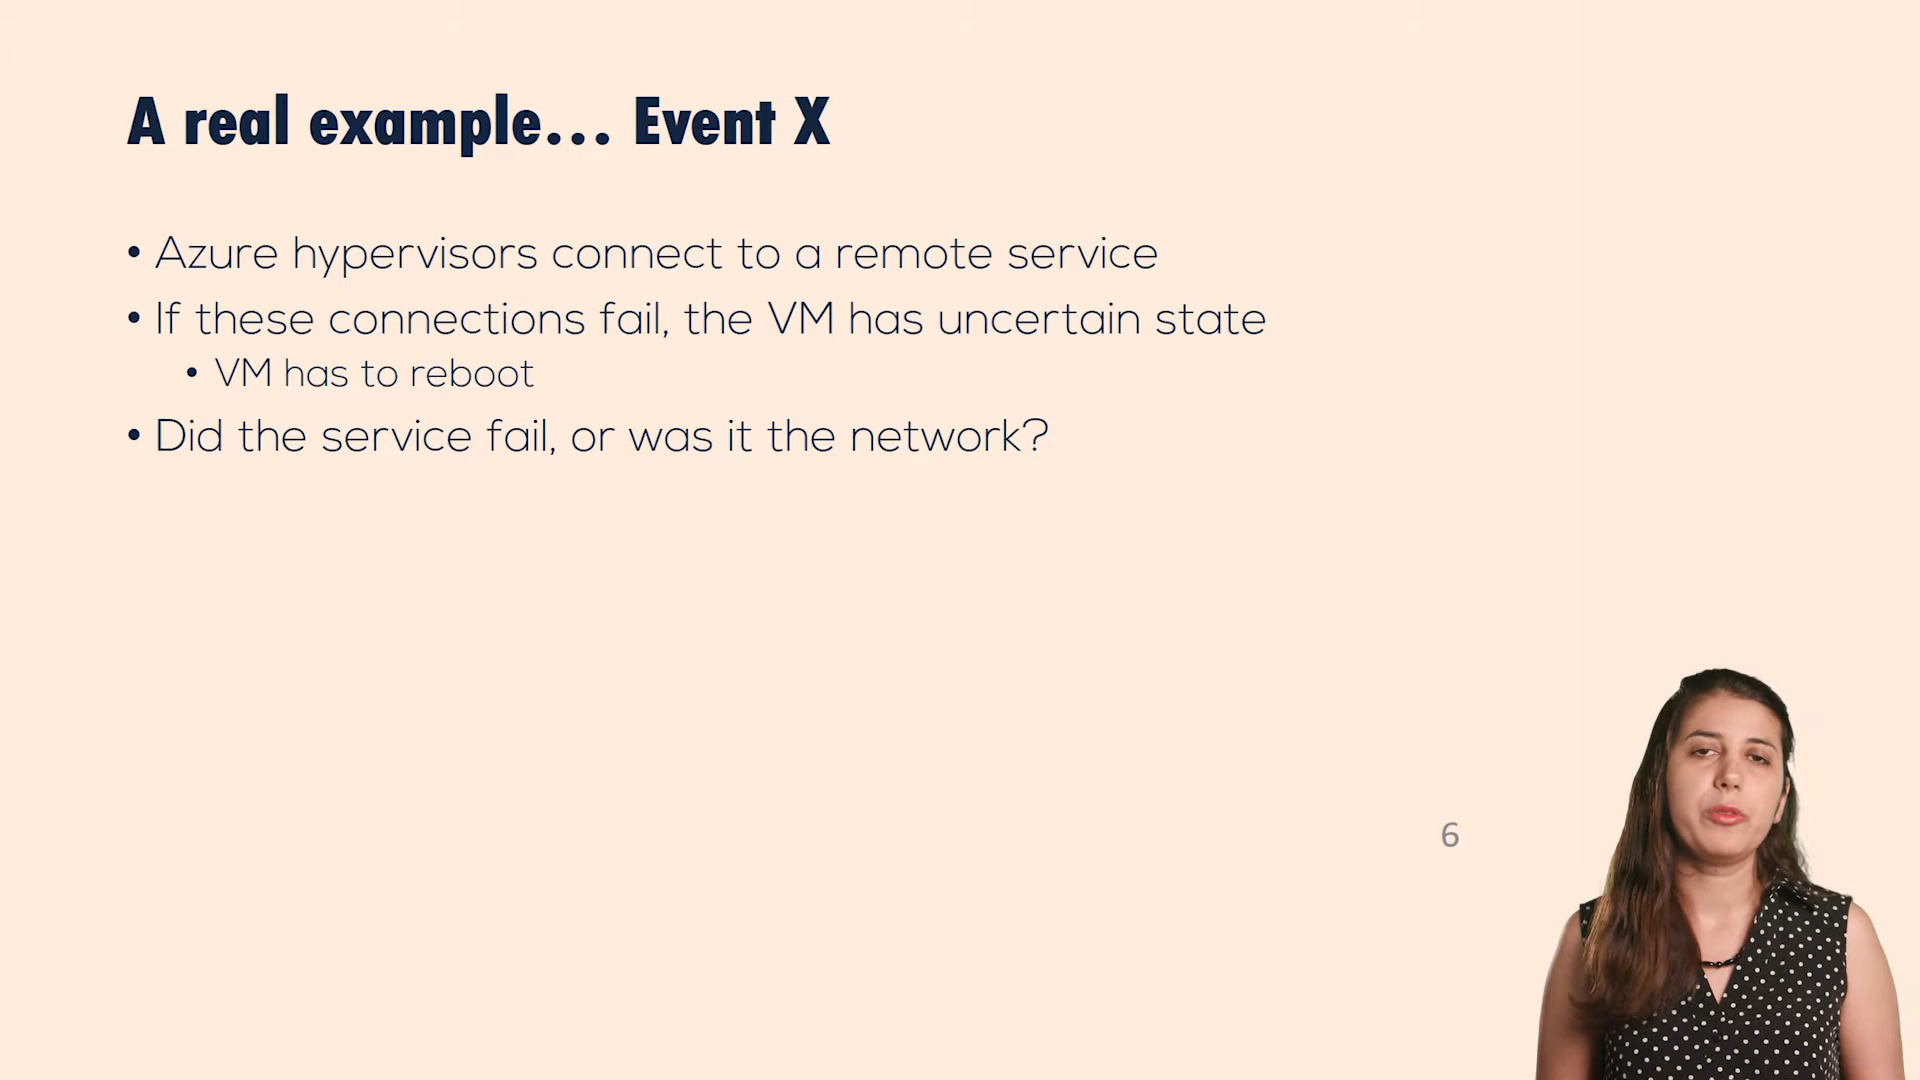 A real example... Event X
• Azure hypervisors connect to a remote service
• If these connections fail, the VM has uncertain state
• VM has to reboot
• Did the service fail, or was it the network?
6